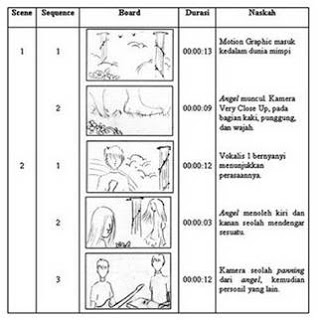 Scene Sequence Board Durasi Naskah
1 1 00:00:13 Motion Graphic masuk
kedalam dunia mimpi
2 00:00:09 Angel muncul. Kamera
Very Close Up, pada
bagian kaki, punggung,
dan wajah.
2 1 00:00:12 Vokalis 1 bernyanyi
menunjukkan
perasaannya.
2 00:00:03 Angel menoleh kiri dan
kanan seolah mendengar
sesuatu.
3 00:00:12 Kamera seolah panning
dari angel, kemudian
personil yang lain.